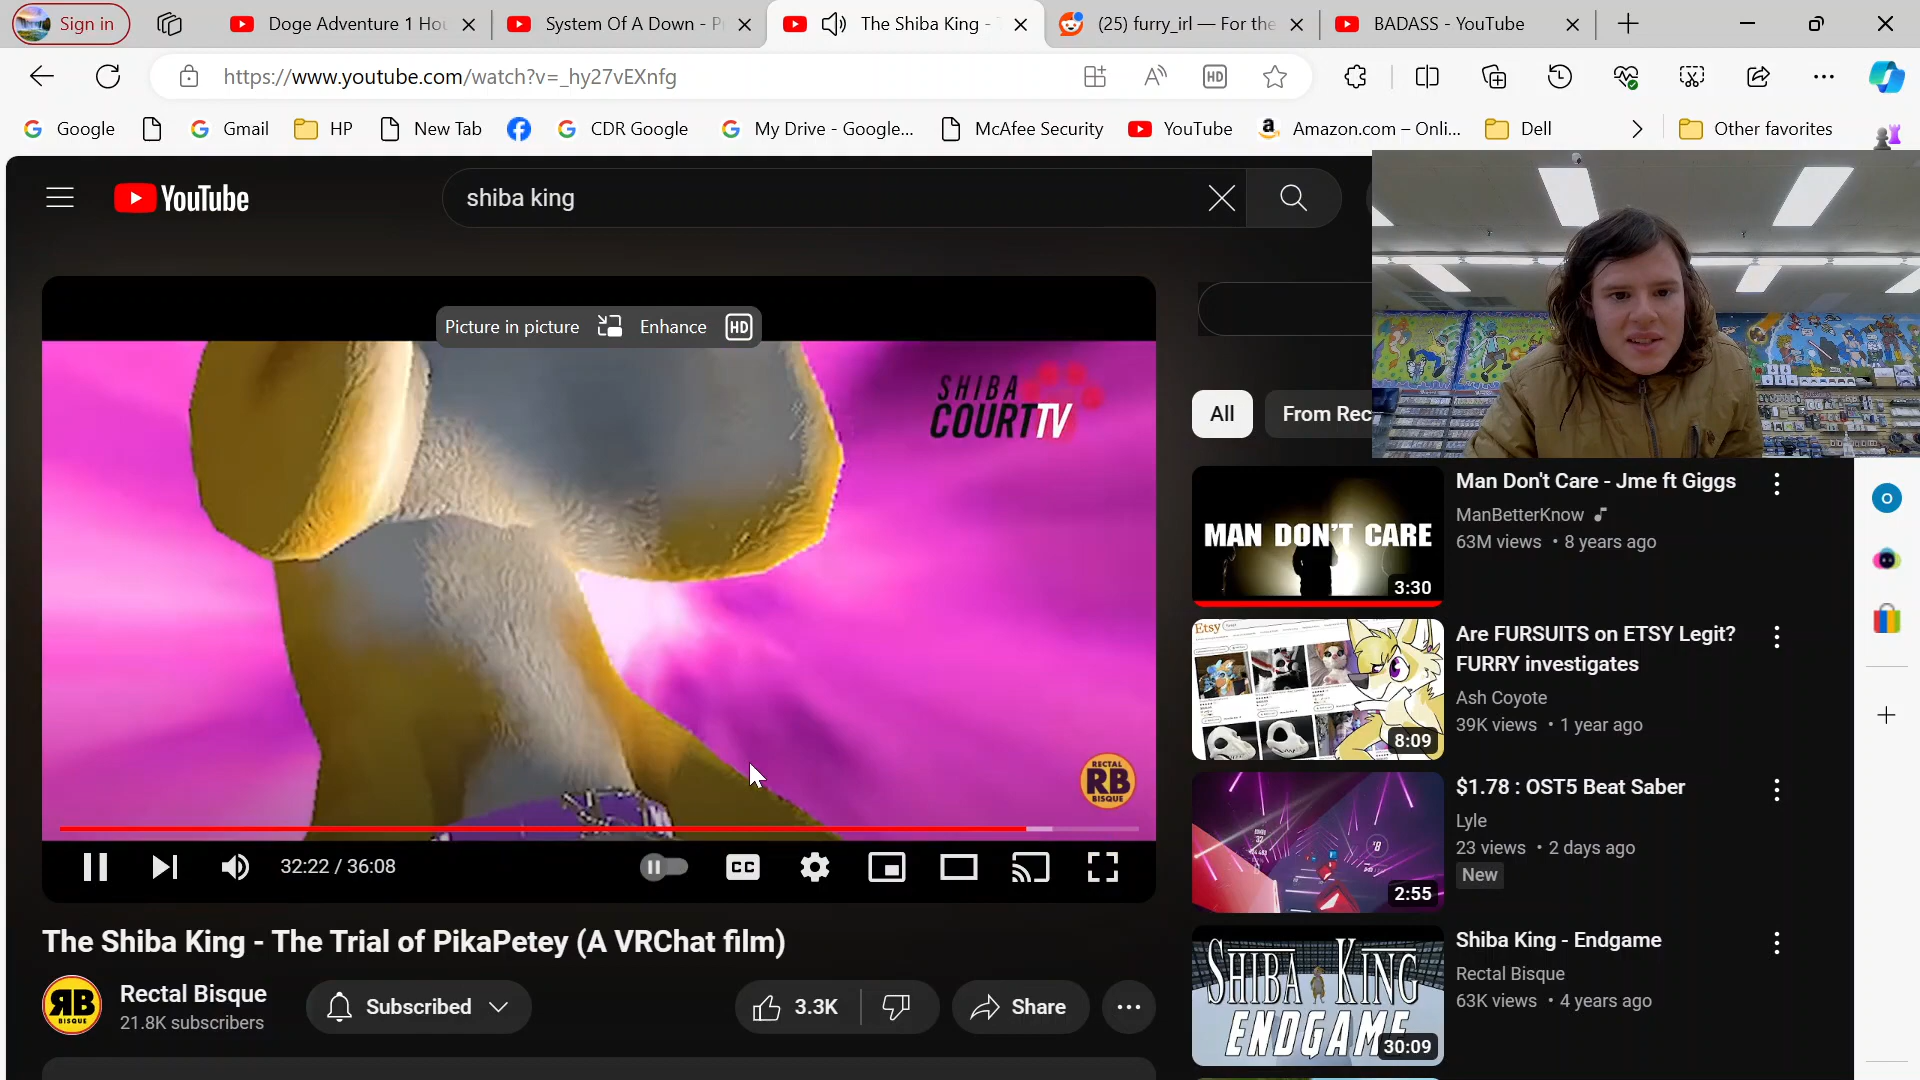 Sign in
Doge Adventure 1 Hou
System Of A Down - P
The Shiba King -
(25) furry_irl — For the
BADASS - YouTube
https://www.youtube.com/watch?v=_hy27vEXnfg
HD
Google
Gmail
HP
New Tab
CDR Google
My Drive - Google...
McAfee Security
YouTube
Amazon.com – Onli...
Dell
Other favorites
YouTube
shiba king
Picture in picture
Enhance
HD
SHIBA
COURT TV
RECTAL
RB
BISQUE
32:22 / 36:08
CC
The Shiba King - The Trial of PikaPetey (A VRChat film)
RB
BISQUE
Rectal Bisque
21.8K subscribers
Subscribed
3.3K
Share
All
From Rec
MAN DON'T CARE
3:30
Man Don't Care - Jme ft Giggs
ManBetterKnow
63M views • 8 years ago
Etsy
8:09
Are FURSUITS on ETSY Legit?
FURRY investigates
Ash Coyote
39K views • 1 year ago
2:55
$1.78 : OST5 Beat Saber
Lyle
23 views • 2 days ago
New
SHIBA KING
ENDGAME
30:09
Shiba King - Endgame
Rectal Bisque
63K views • 4 years ago